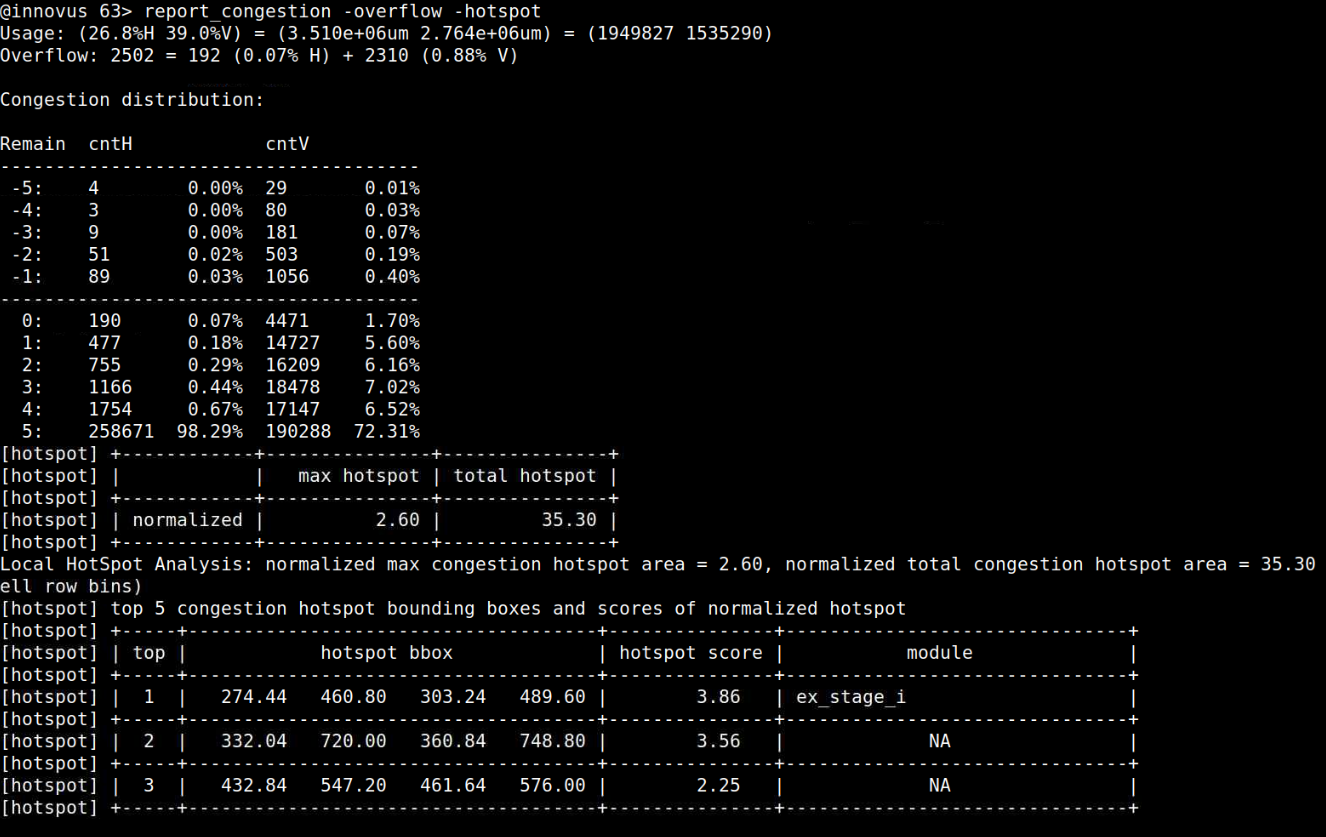 @innovus 63> report_congestion -overflow -hotspot
Usage: (26.8%H 39.0%V) = (3.510e+06um 2.764e+06um) = (1949827 1535290)
Overflow: 2502 = 192 (0.07% H) + 2310 (0.88% V)

Congestion distribution:

Remain  cntH            cntV
--------------------------------------
 -5:    4        0.00%  29       0.01%
 -4:    3        0.00%  80       0.03%
 -3:    9        0.00%  181      0.07%
 -2:    51       0.02%  503      0.19%
 -1:    89       0.03%  1056     0.40%
--------------------------------------
  0:    190      0.07%  4471     1.70%
  1:    477      0.18%  14727    5.60%
  2:    755      0.29%  16209    6.16%
  3:    1166     0.44%  18478    7.02%
  4:    1754     0.67%  17147    6.52%
  5:    258671  98.29%  190288  72.31%
[hotspot] +------------+---------------+---------------+
[hotspot] |            |   max hotspot | total hotspot |
[hotspot] +------------+---------------+---------------+
[hotspot] | normalized |          2.60 |         35.30 |
[hotspot] +------------+---------------+---------------+
Local HotSpot Analysis: normalized max congestion hotspot area = 2.60, normalized total congestion hotspot area = 35.30
ell row bins)
[hotspot] top 5 congestion hotspot bounding boxes and scores of normalized hotspot
[hotspot] +-----+-------------------------------------+---------------+-------------------------------+
[hotspot] | top |            hotspot bbox             | hotspot score |           module              |
[hotspot] +-----+-------------------------------------+---------------+-------------------------------+
[hotspot] |  1  |   274.44   460.80   303.24   489.60 |        3.86   | ex_stage_i                    |
[hotspot] +-----+-------------------------------------+---------------+-------------------------------+
[hotspot] |  2  |   332.04   720.00   360.84   748.80 |        3.56   |             NA                |
[hotspot] +-----+-------------------------------------+---------------+-------------------------------+
[hotspot] |  3  |   432.84   547.20   461.64   576.00 |        2.25   |             NA                |
[hotspot] +-----+-------------------------------------+---------------+-------------------------------+